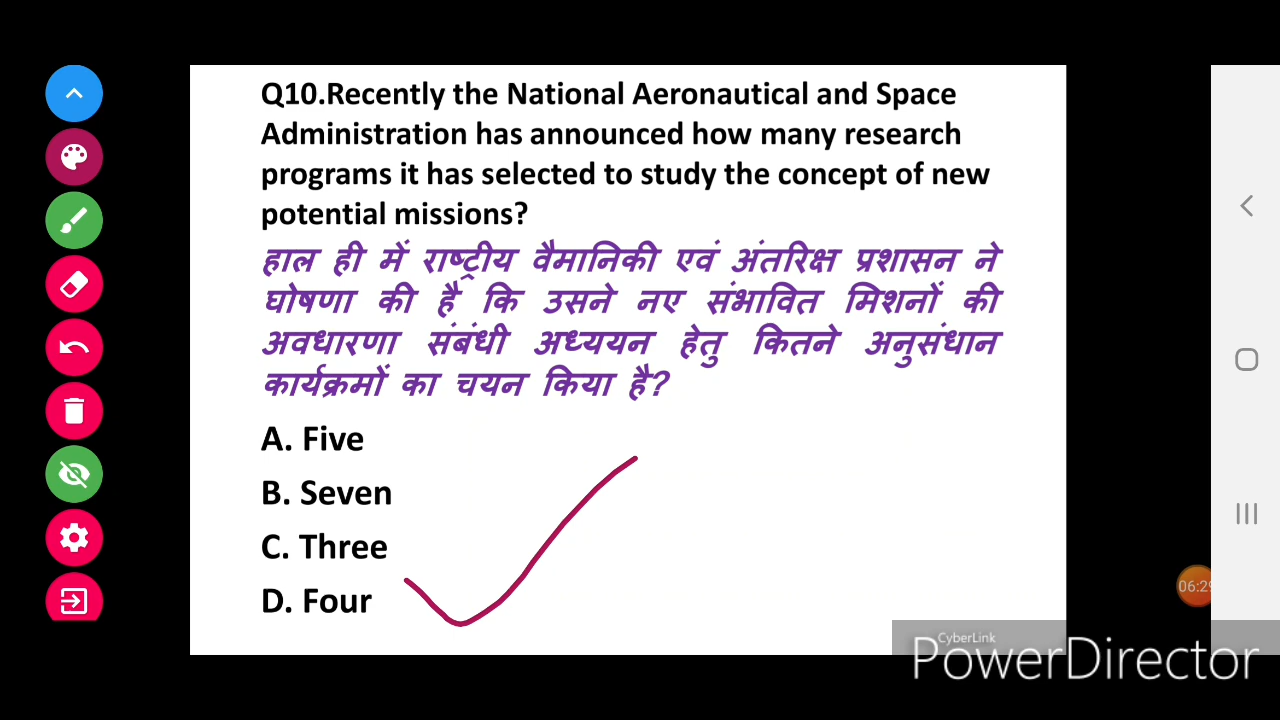 Q10.Recently the National Aeronautical and Space
Administration has announced how many research
programs it has selected to study the concept of new
potential missions?
हाल ही में राष्ट्रीय वैमानिकी एवं अंतरिक्ष प्रशासन ने
घोषणा की है कि उसने नए संभावित मिशनों की
अवधारणा संबंधी अध्ययन हेतु कितने अनुसंधान
कार्यक्रमों का चयन किया है?
A. Five
B. Seven
C. Three
D. Four
06:29
CyberLink
PowerDirector